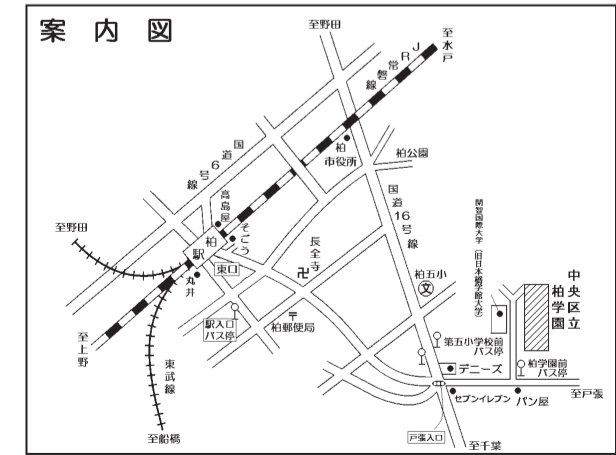 案内図
至野田
至水戸
JR常磐線
国道6号線
柏市役所
柏公園
国道16号線
高島屋
そごう
柏駅
東口
丸井
至野田
至上野
東武線
至船橋
駅入口
バス停
柏郵便局
長全寺
柏五小
文
開智国際大学(旧日本橋学館大学)
中央区立
柏学園
第五小学校前
バス停
デニーズ
柏学園前
バス停
セブンイレブン
パン屋
至戸張
戸張入口
至千葉